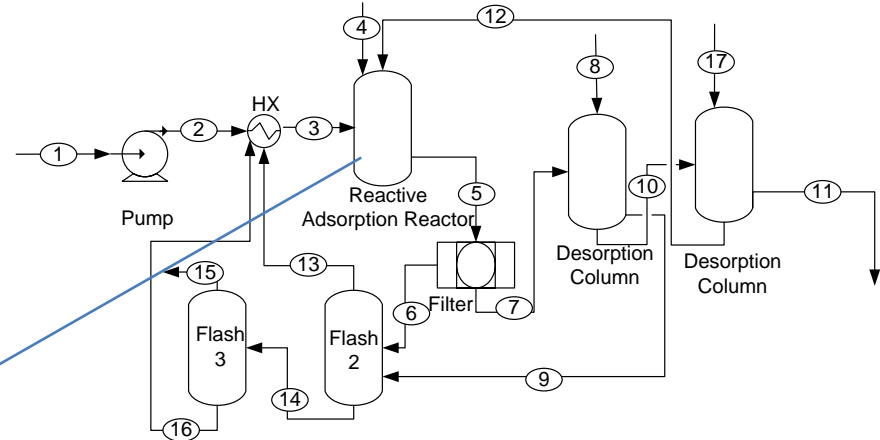 4
12
8
17
HX
1
2
3
Reactive
Adsorption Reactor
5
10
11
Pump
Desorption
Column
Desorption
Column
15
13
Filter
6
7
Flash
3
Flash
2
14
9
16